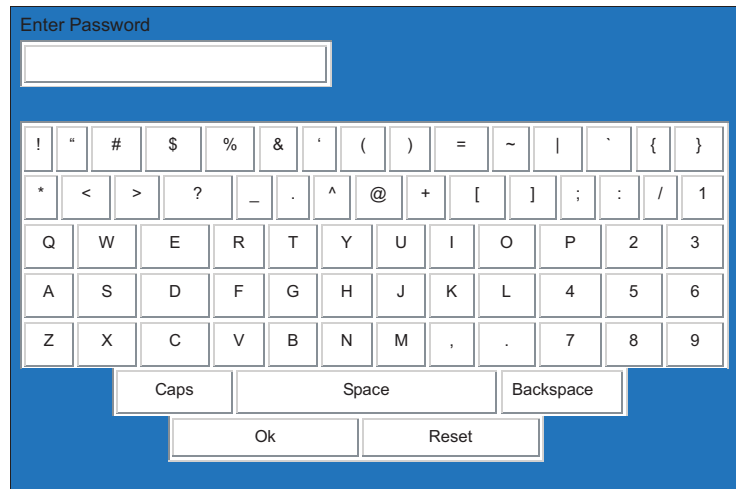 Enter Password
! “ # $ % & ‘ ( ) = ~ | ` { }
* < > ? _ . ^ @ + [ ] ; : / 1
Q W E R T Y U I O P 2 3
A S D F G H J K L 4 5 6
Z X C V B N M , . 7 8 9
Caps Space Backspace
Ok Reset